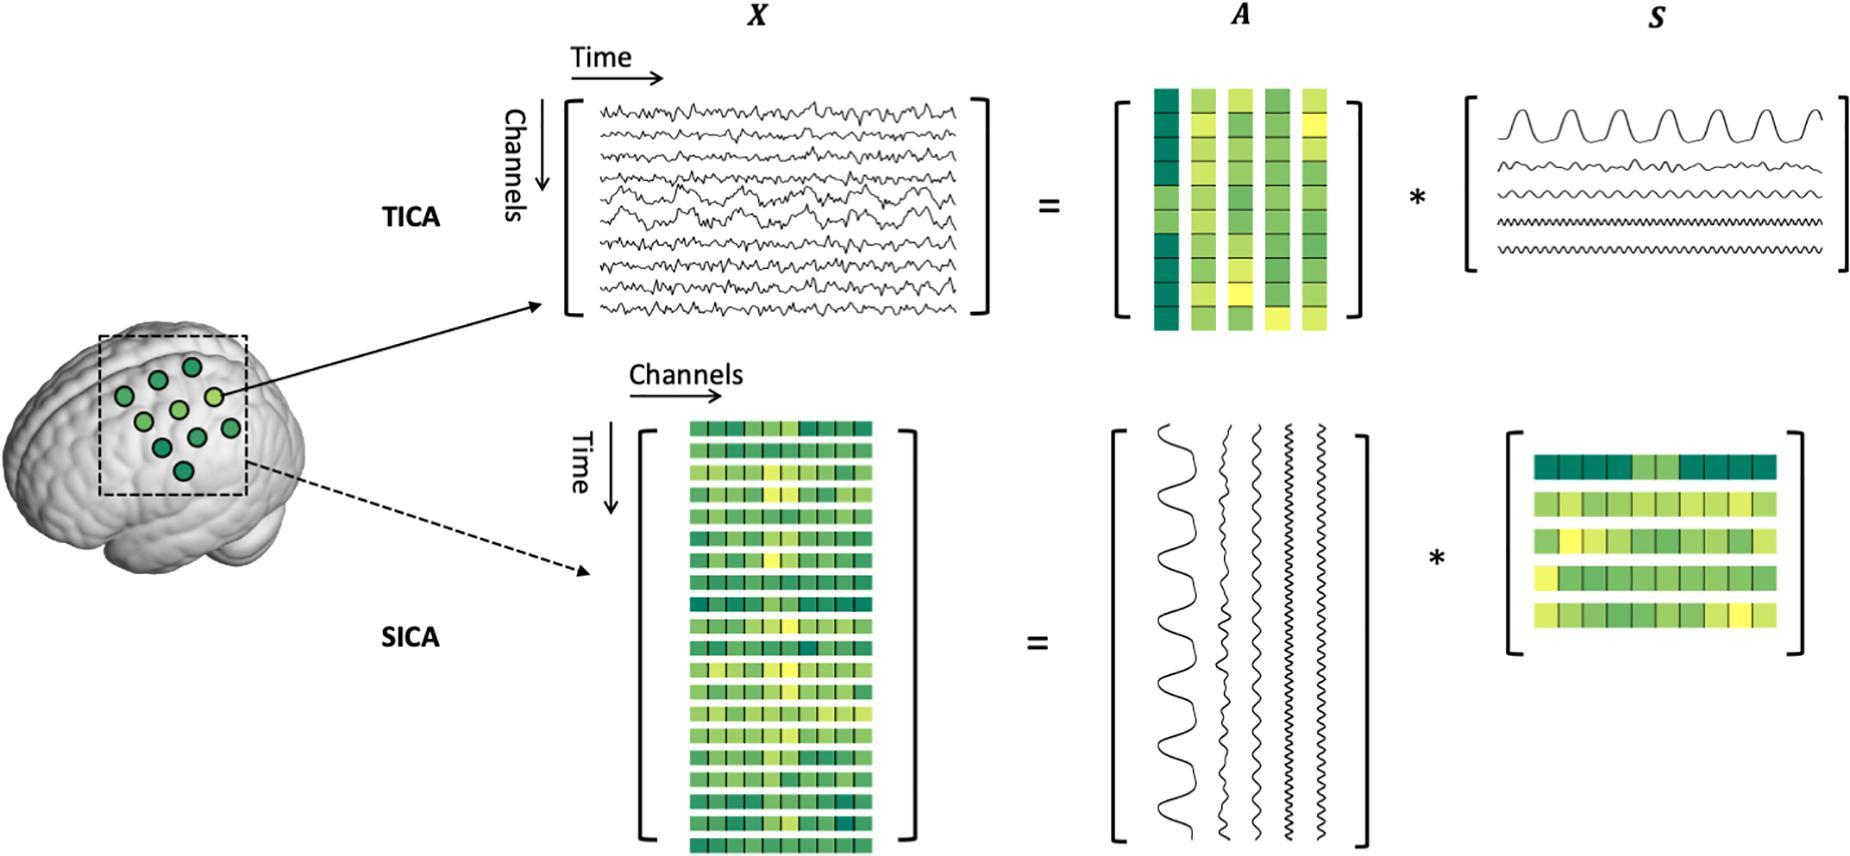 X A S
Time
Channels
TICA
=
*
Channels
Time
SICA
=
*